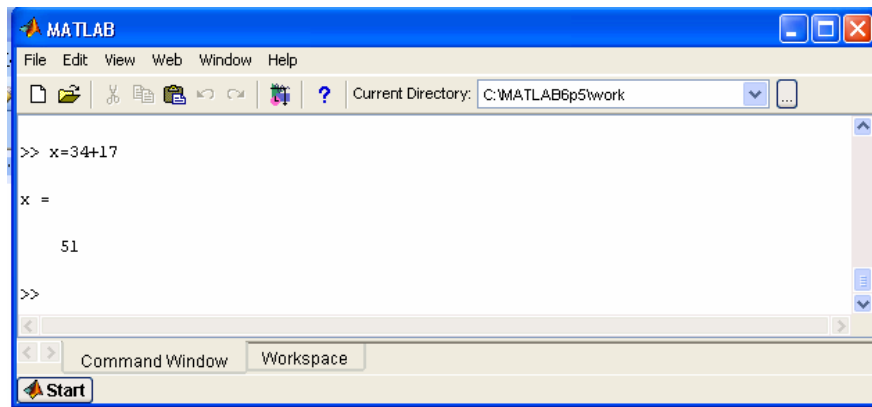 MATLAB
File Edit View Web Window Help
? Current Directory: C:\MATLAB6p5\work ...
>> x=34+17
x =
51
>>
Command Window Workspace
Start